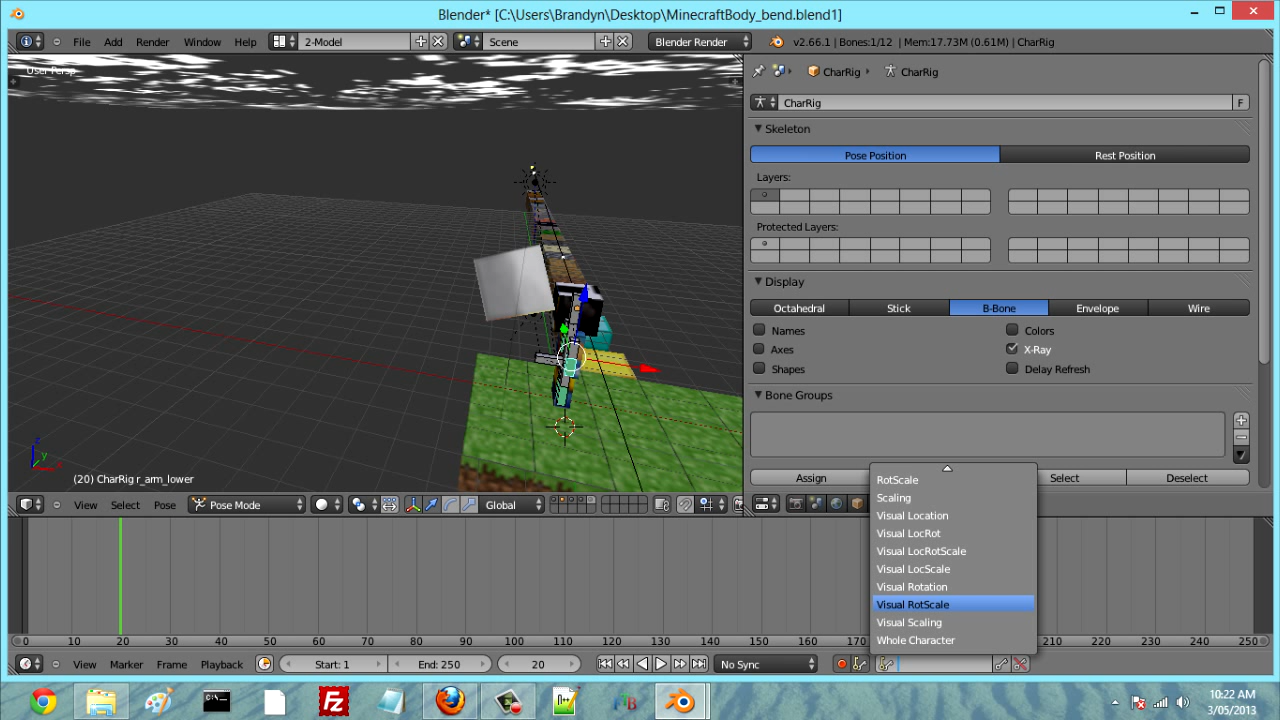 Blender* [C:\Users\Brandyn\Desktop\MinecraftBody_bend.blend1]
File Add Render Window Help 2-Model Scene Blender Render v2.66.1 | Bones:1/12 | Mem:17.73M (0.61M) | CharRig
User Persp
CharRig CharRig
CharRig F
Skeleton
Pose Position Rest Position
Layers:
Protected Layers:
Display
Octahedral Stick B-Bone Envelope Wire
Names Colors
Axes X-Ray
Shapes Delay Refresh
Bone Groups
z
y
x
(20) CharRig r_arm_lower
Assign Select Deselect
View Select Pose Pose Mode Global
RotScale
Scaling
Visual Location
Visual LocRot
Visual LocRotScale
Visual LocScale
Visual Rotation
Visual RotScale
Visual Scaling
Whole Character
0 10 20 30 40 50 60 70 80 90 100 110 120 130 140 150 160 170 210 220 230 240 250
View Marker Frame Playback Start: 1 End: 250 20 No Sync
10:22 AM
3/05/2013